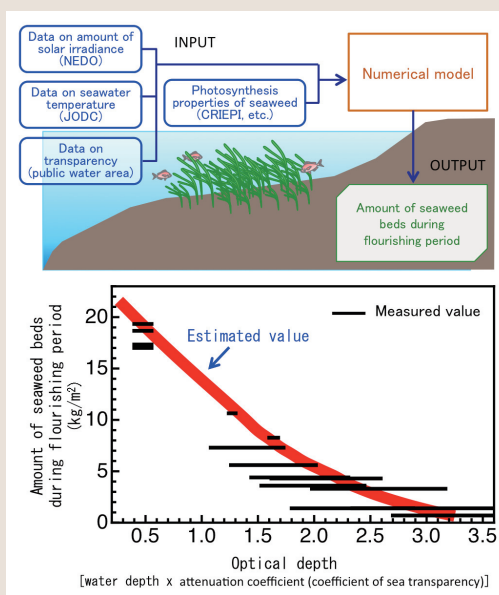 Data on amount of
solar irradiance
(NEDO)
INPUT
Data on seawater
temperature
(JODC)
Photosynthesis
properties of seaweed
(CRIEPI, etc.)
Numerical model
Data on
transparency
(public water area)
OUTPUT
Amount of seaweed
beds during
flourishing period
Amount of seaweed beds
during flourishing period
(kg/m²)
20
15
10
5
0
Measured value
Estimated value
0.5
1.0
1.5
2.0
2.5
3.0
3.5
Optical depth
[water depth x attenuation coefficient (coefficient of sea transparency)]